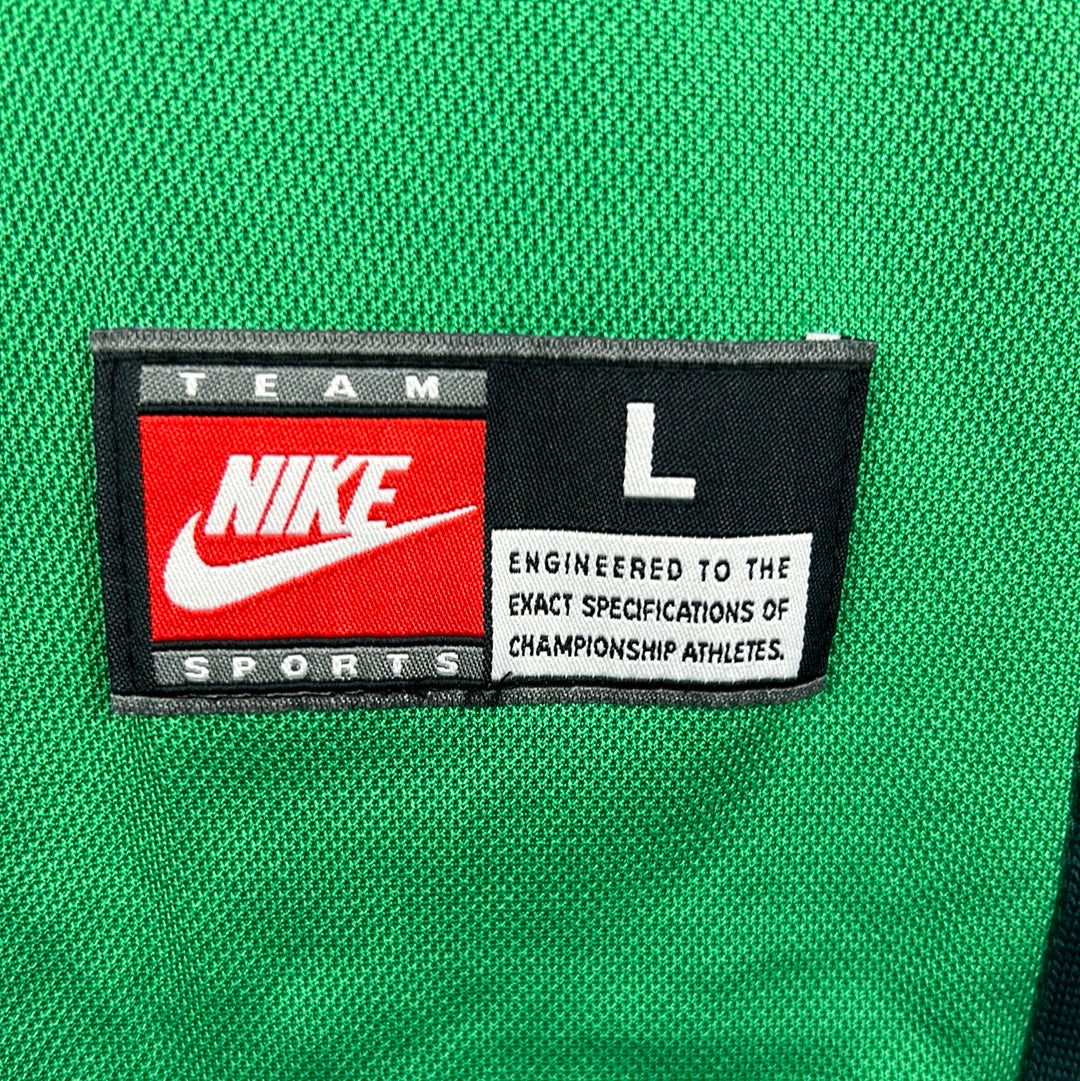 TEAM
NIKE
SPORTS
L
ENGINEERED TO THE
EXACT SPECIFICATIONS OF
CHAMPIONSHIP ATHLETES.